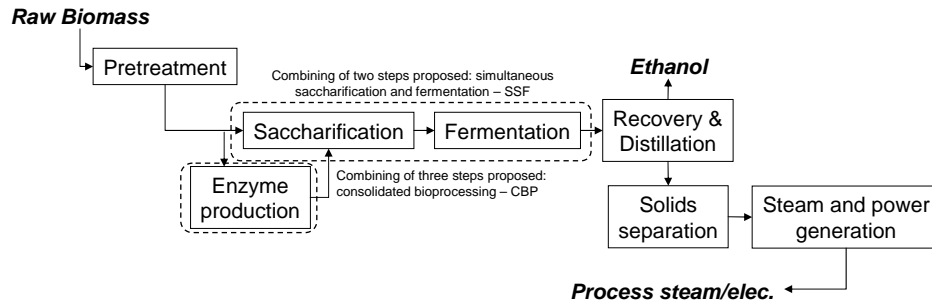 Raw Biomass
Pretreatment
Combining of two steps proposed: simultaneous
saccharification and fermentation – SSF
Ethanol
Saccharification
Fermentation
Recovery &
Distillation
Enzyme
production
Combining of three steps proposed:
consolidated bioprocessing – CBP
Solids
separation
Steam and power
generation
Process steam/elec.